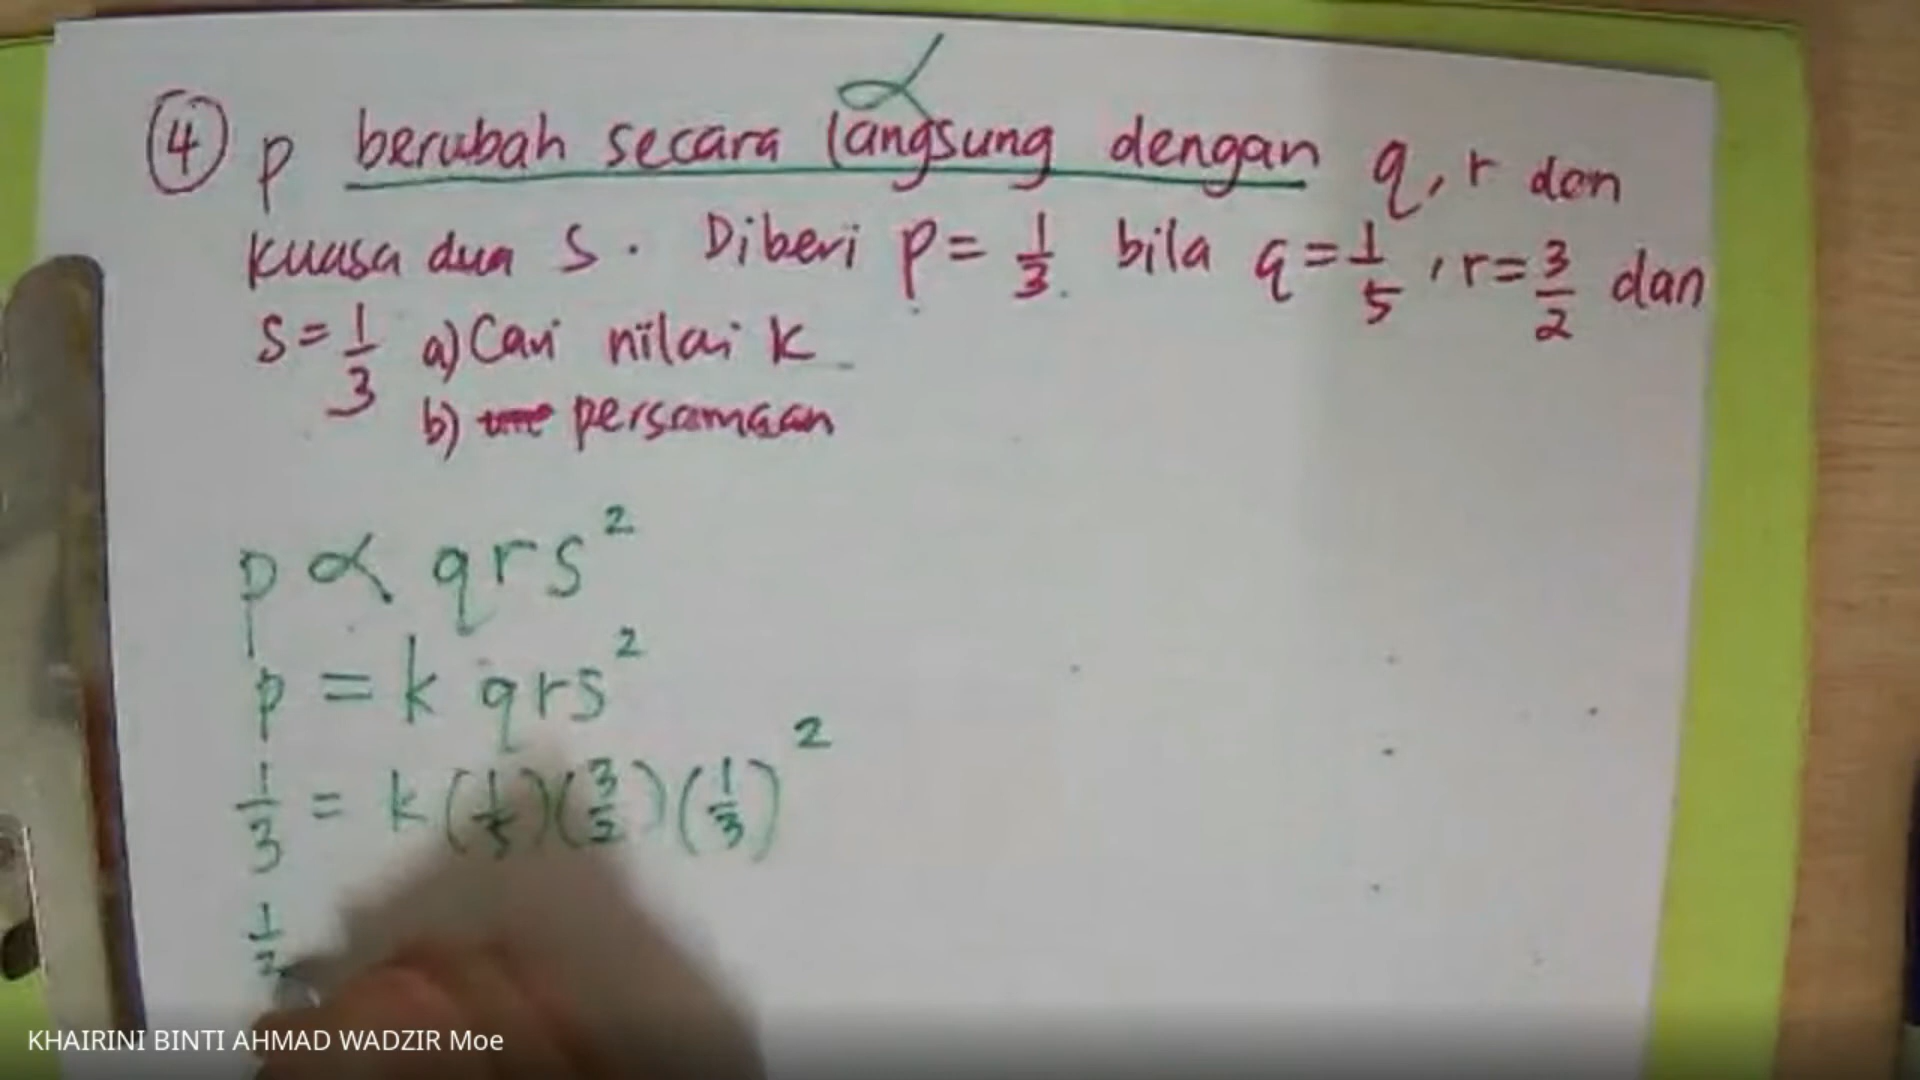 ∝
④ p berubah secara langsung dengan q, r dan
kuasa dua s. Diberi p = 1/3 bila q = 1/5, r = 3/2 dan
s = 1/3 a) Cari nilai k
b) persamaan
p ∝ qrs²
p = k qrs²
1/3 = k(1/5)(3/2)(1/3)²
KHAIRINI BINTI AHMAD WADZIR Moe